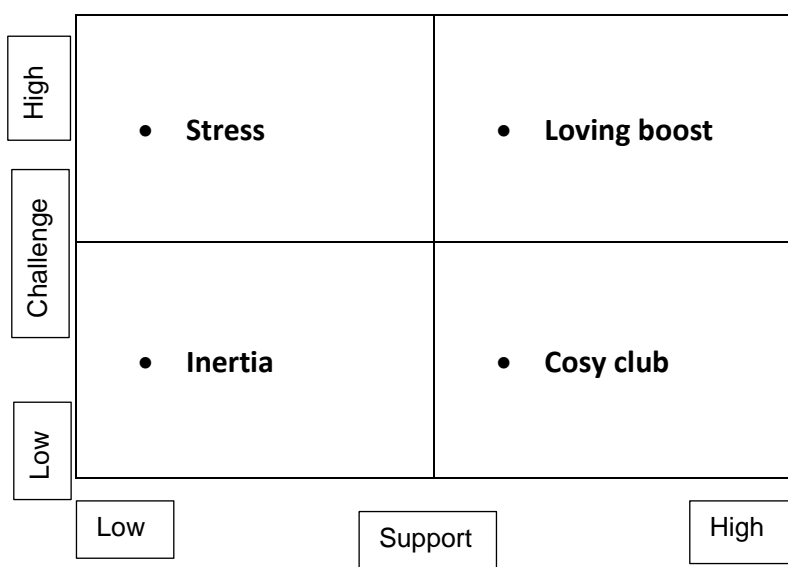 High
• Stress
• Loving boost
Challenge
• Inertia
• Cosy club
Low
Low
Support
High